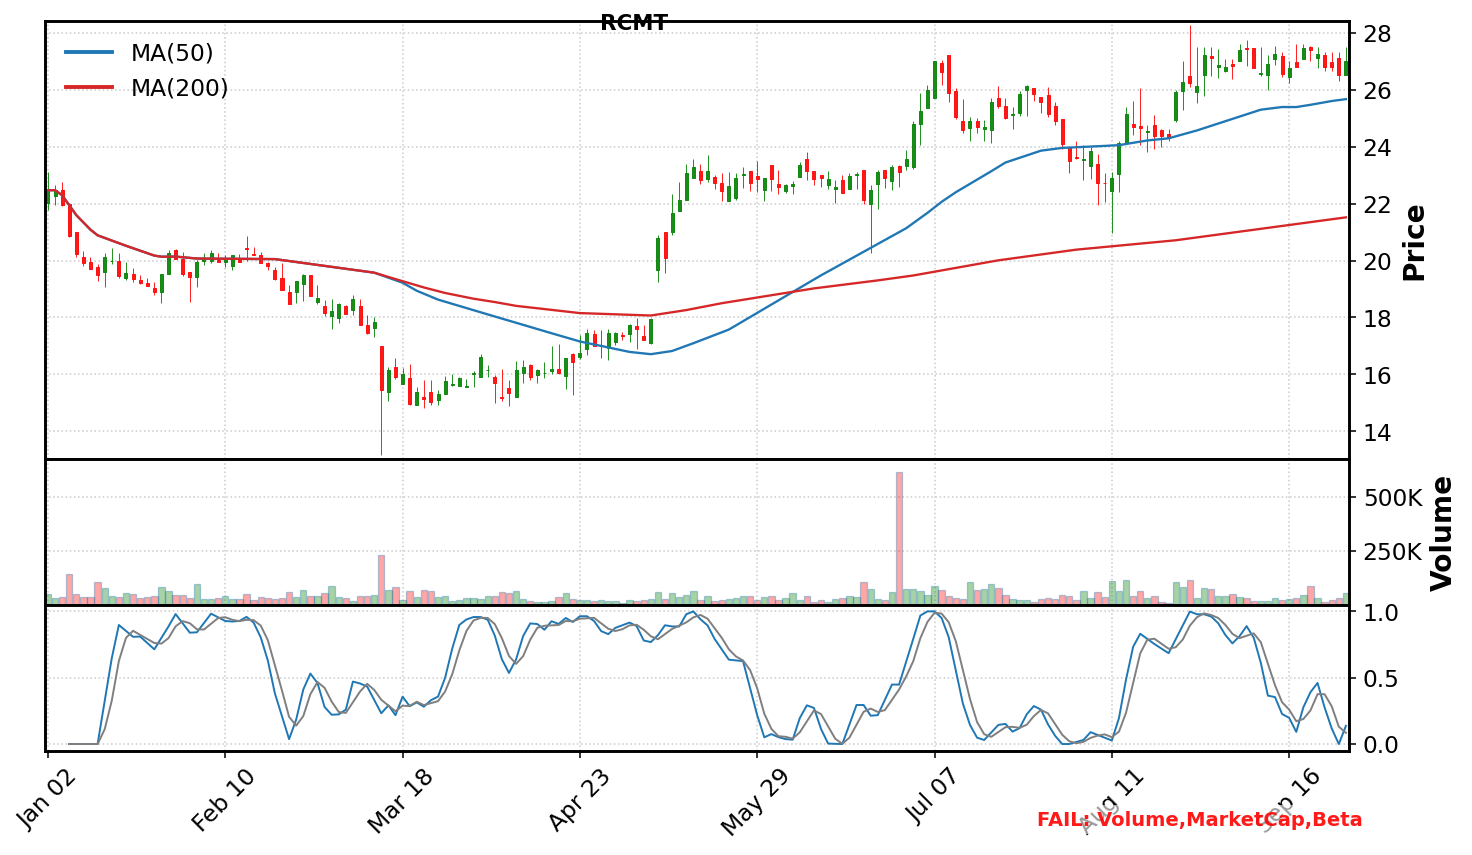 RCMT
MA(50)
MA(200)
28
26
24
22
20
18
16
14
Price
500K
250K
Volume
1.0
0.5
0.0
Jan 02
Feb 10
Mar 18
Apr 23
May 29
Jul 07
Aug 11
Sep 16
FAIL: Volume,MarketCap,Beta